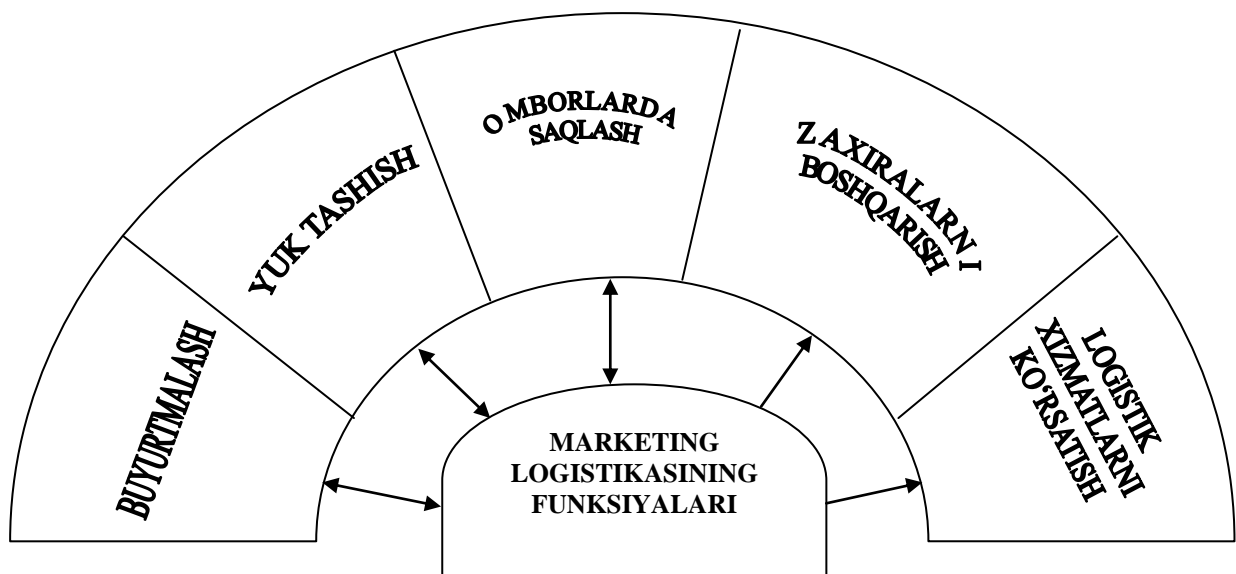 BUYURTMALASH
YUK TASHISH
OMBORLARDA
SAQLASH
ZAXIRALARNI
BOSHQARISH
LOGISTIK
XIZMATLARNI
KO‘RSATISH
MARKETING
LOGISTIKASINING
FUNKSIYALARI